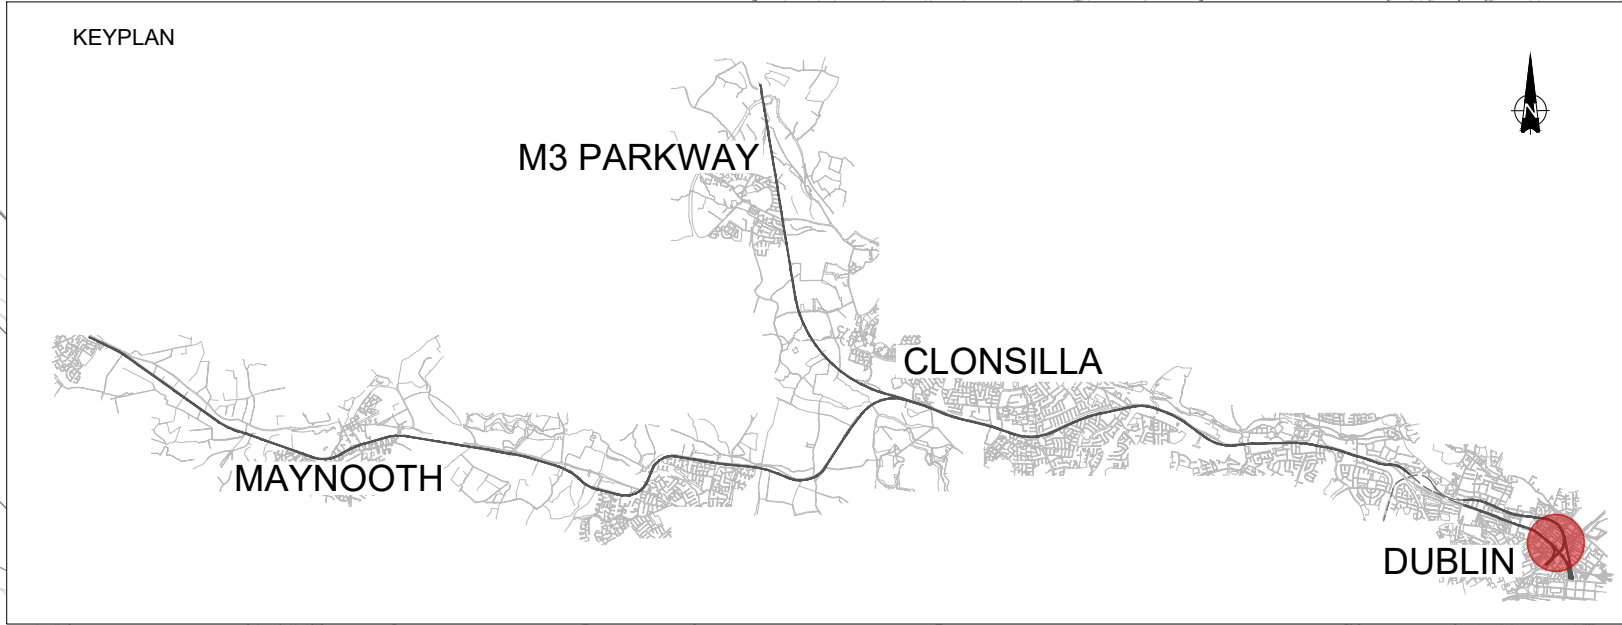 KEYPLAN
N
M3 PARKWAY
CLONSILLA
MAYNOOTH
DUBLIN